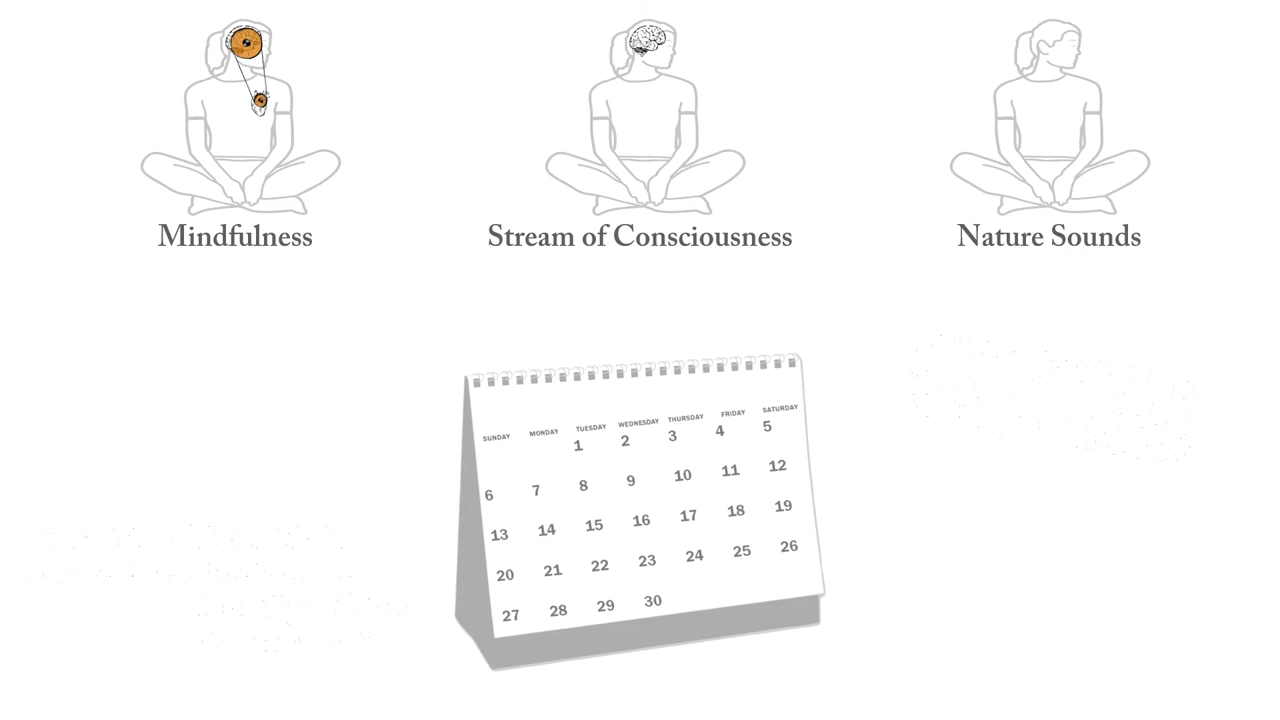 Mindfulness
Stream of Consciousness
Nature Sounds
SUNDAY MONDAY TUESDAY WEDNESDAY THURSDAY FRIDAY SATURDAY
1 2 3 4 5
6 7 8 9 10 11 12
13 14 15 16 17 18 19
20 21 22 23 24 25 26
27 28 29 30